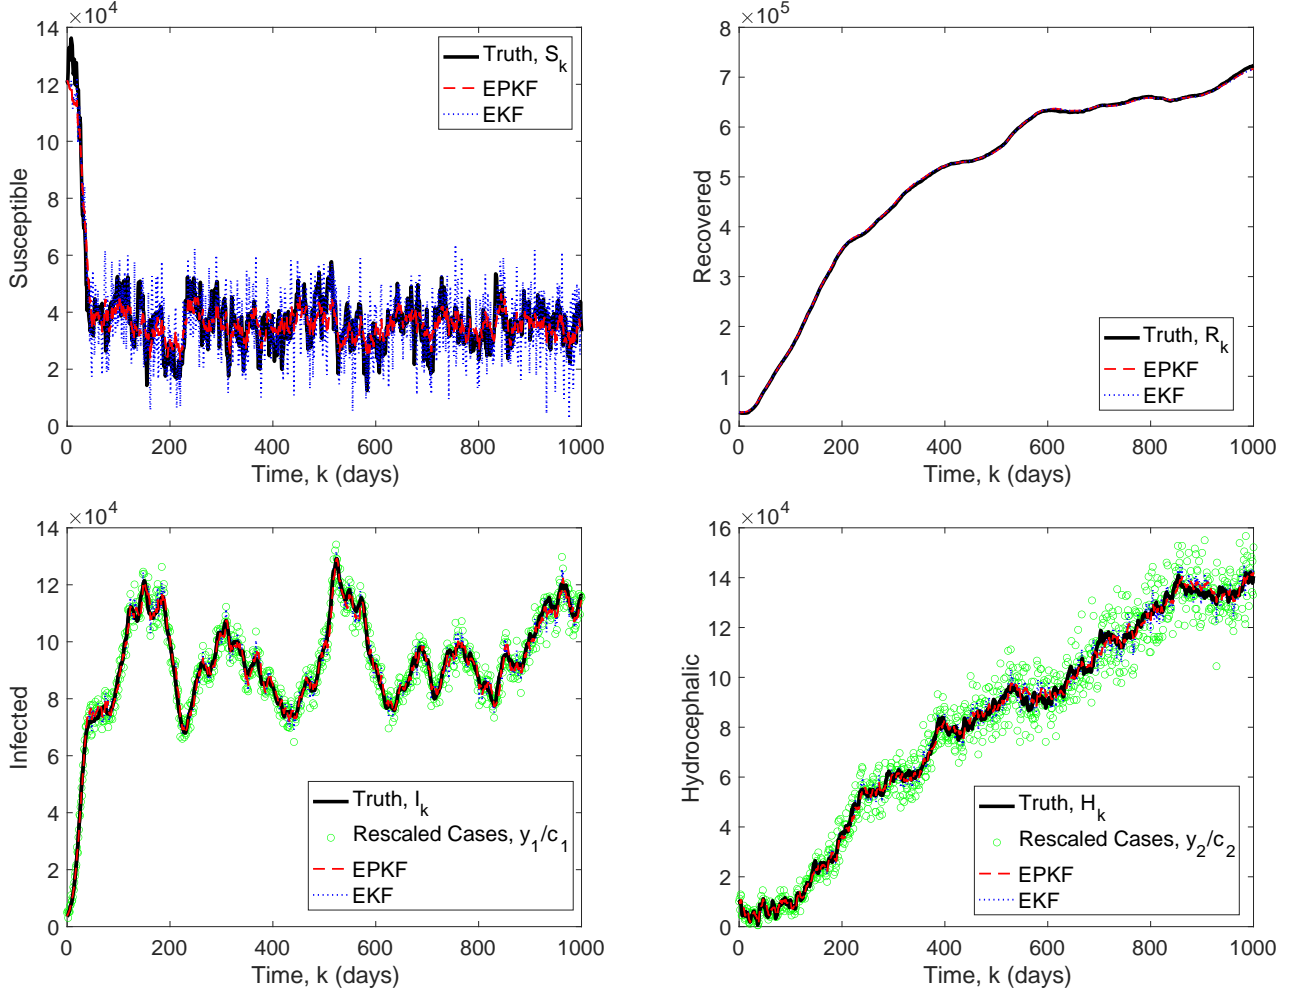 ×10^4
14
12
10
8
6
4
2
0
Susceptible
0 200 400 600 800 1000
Time, k (days)
Truth, S_k
EPKF
EKF
×10^5
8
7
6
5
4
3
2
1
0
Recovered
0 200 400 600 800 1000
Time, k (days)
Truth, R_k
EPKF
EKF
×10^4
14
12
10
8
6
4
2
0
Infected
0 200 400 600 800 1000
Time, k (days)
Truth, I_k
Rescaled Cases, y_1/c_1
EPKF
EKF
×10^4
16
14
12
10
8
6
4
2
0
Hydrocephalic
0 200 400 600 800 1000
Time, k (days)
Truth, H_k
Rescaled Cases, y_2/c_2
EPKF
EKF